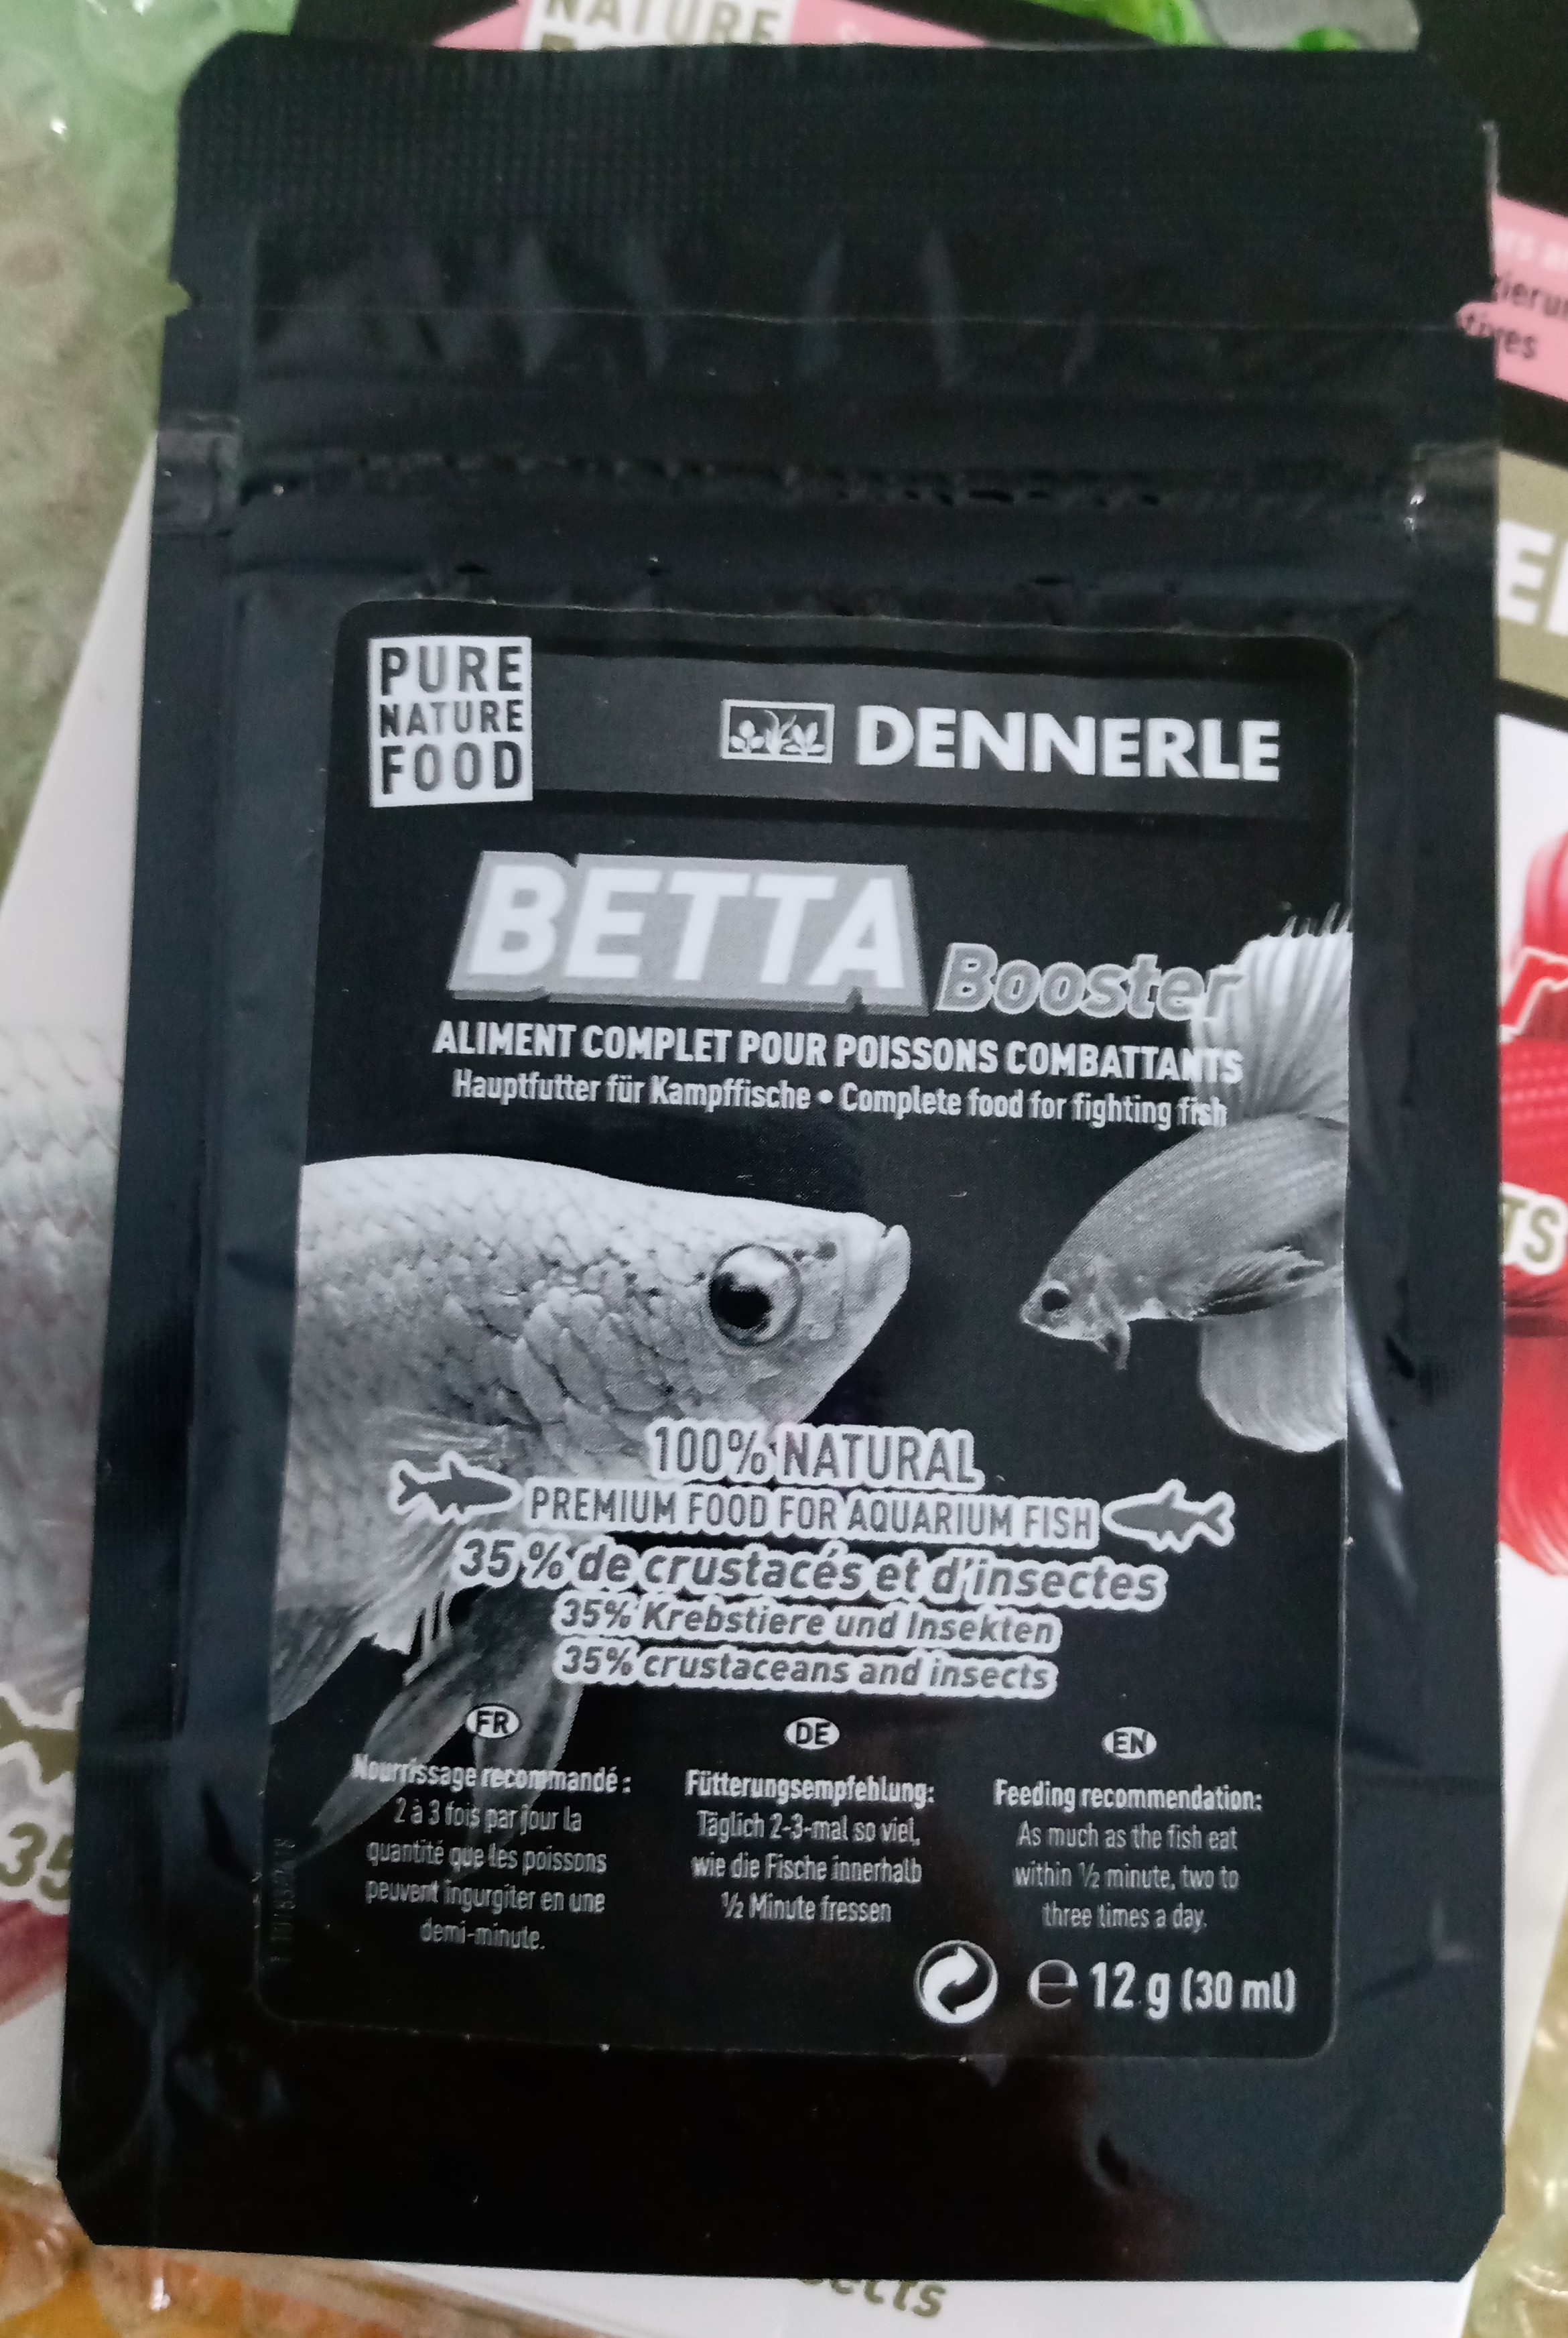 NATURE
PURE
NATURE
FOOD
DENNERLE
BETTA Booster
ALIMENT COMPLET POUR POISSONS COMBATTANTS
Hauptfutter für Kampffische • Complete food for fighting fish
100% NATURAL
PREMIUM FOOD FOR AQUARIUM FISH
35 % de crustacés et d'insectes
35% Krebstiere und Insekten
35% crustaceans and insects
FR
Nourrissage recommandé :
2 à 3 fois par jour la
quantité que les poissons
peuvent ingurgiter en une
demi-minute.
DE
Fütterungsempfehlung:
Täglich 2-3-mal so viel,
wie die Fische innerhalb
½ Minute fressen
EN
Feeding recommendation:
As much as the fish eat
within ½ minute, two to
three times a day.
e 12 g (30 ml)
35